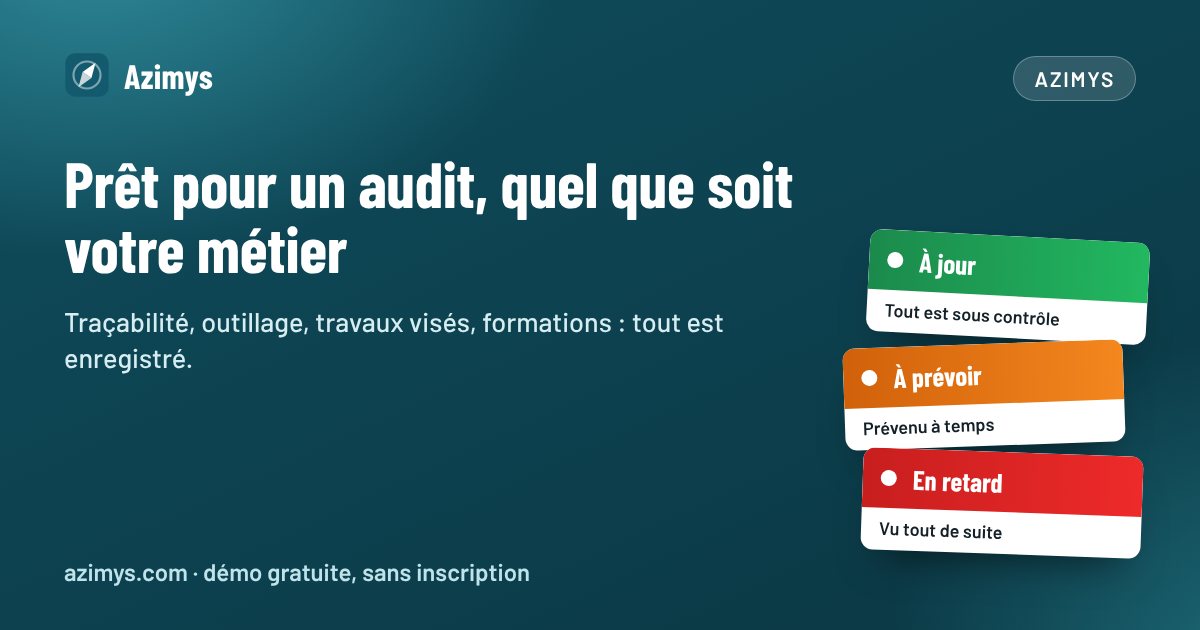 Azimys
AZIMYS
Prêt pour un audit, quel que soit
votre métier
Traçabilité, outillage, travaux visés, formations : tout est
enregistré.
À jour
Tout est sous contrôle
À prévoir
Prévenu à temps
En retard
Vu tout de suite
azimys.com · démo gratuite, sans inscription